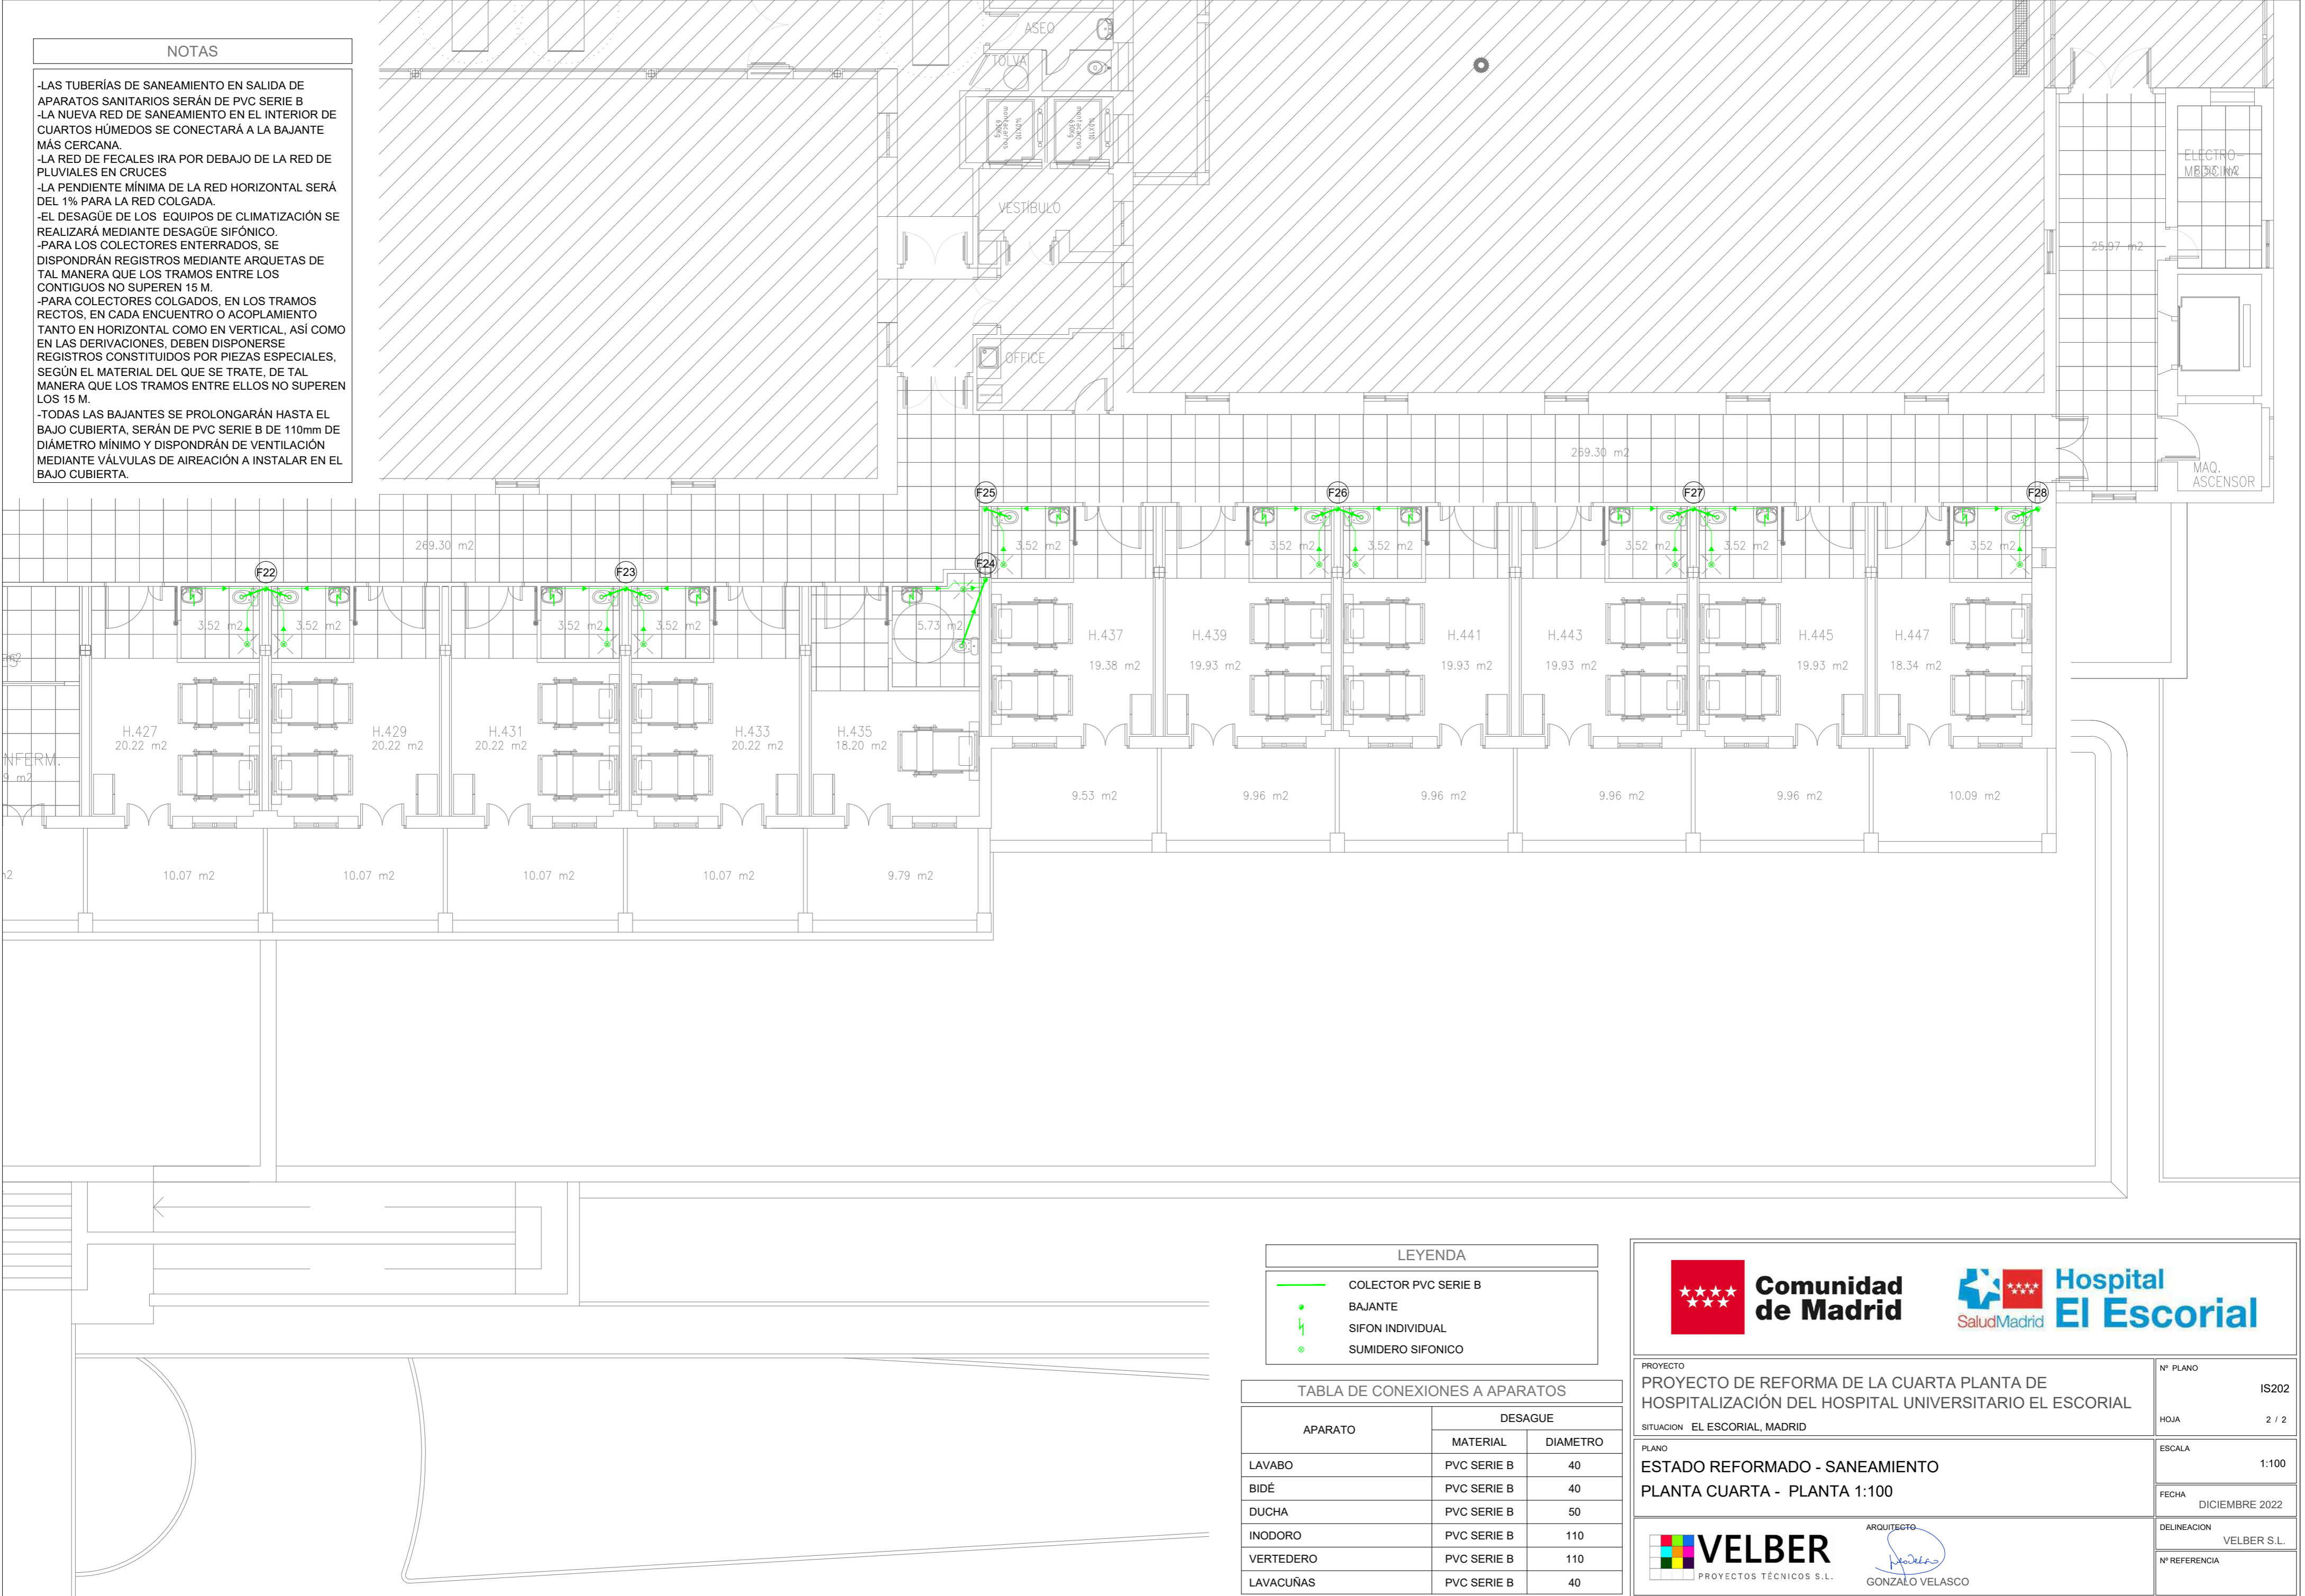 NOTAS
-LAS TUBERÍAS DE SANEAMIENTO EN SALIDA DE
APARATOS SANITARIOS SERÁN DE PVC SERIE B
-LA NUEVA RED DE SANEAMIENTO EN EL INTERIOR DE
CUARTOS HÚMEDOS SE CONECTARÁ A LA BAJANTE
MÁS CERCANA.
-LA RED DE FECALES IRA POR DEBAJO DE LA RED DE
PLUVIALES EN CRUCES
-LA PENDIENTE MÍNIMA DE LA RED HORIZONTAL SERÁ
DEL 1% PARA LA RED COLGADA.
-EL DESAGÜE DE LOS EQUIPOS DE CLIMATIZACIÓN SE
REALIZARÁ MEDIANTE DESAGÜE SIFÓNICO.
-PARA LOS COLECTORES ENTERRADOS, SE
DISPONDRÁN REGISTROS MEDIANTE ARQUETAS DE
TAL MANERA QUE LOS TRAMOS ENTRE LOS
CONTIGUOS NO SUPEREN 15 M.
-PARA COLECTORES COLGADOS, EN LOS TRAMOS
RECTOS, EN CADA ENCUENTRO O ACOPLAMIENTO
TANTO EN HORIZONTAL COMO EN VERTICAL, ASÍ COMO
EN LAS DERIVACIONES, DEBEN DISPONERSE
REGISTROS CONSTITUIDOS POR PIEZAS ESPECIALES,
SEGÚN EL MATERIAL DEL QUE SE TRATE, DE TAL
MANERA QUE LOS TRAMOS ENTRE ELLOS NO SUPEREN
LOS 15 M.
-TODAS LAS BAJANTES SE PROLONGARÁN HASTA EL
BAJO CUBIERTA, SERÁN DE PVC SERIE B DE 110mm DE
DIÁMETRO MÍNIMO Y DISPONDRÁN DE VENTILACIÓN
MEDIANTE VÁLVULAS DE AIREACIÓN A INSTALAR EN EL
BAJO CUBIERTA.
ASEO
TOLVA
montacarros
630kg
montacarros
630kg
VESTÍBULO
OFFICE
ELECTRO-
MEDICINA
25.97 m2
MAQ.
ASCENSOR
269.30 m2
269.30 m2
F25
F26
F27
F28
F22
F23
F24
3.52 m2
3.52 m2
3.52 m2
3.52 m2
3.52 m2
3.52 m2
3.52 m2
3.52 m2
3.52 m2
3.52 m2
5.73 m2
H.437
19.38 m2
H.439
19.93 m2
H.441
19.93 m2
H.443
19.93 m2
H.445
19.93 m2
H.447
18.34 m2
H.427
20.22 m2
H.429
20.22 m2
H.431
20.22 m2
H.433
20.22 m2
H.435
18.20 m2
NFERM.
9 m2
9.53 m2
9.96 m2
9.96 m2
9.96 m2
9.96 m2
10.09 m2
10.07 m2
10.07 m2
10.07 m2
10.07 m2
9.79 m2
LEYENDA
COLECTOR PVC SERIE B
BAJANTE
SIFON INDIVIDUAL
SUMIDERO SIFONICO
TABLA DE CONEXIONES A APARATOS
APARATO DESAGUE
MATERIAL DIAMETRO
LAVABO PVC SERIE B 40
BIDÉ PVC SERIE B 40
DUCHA PVC SERIE B 50
INODORO PVC SERIE B 110
VERTEDERO PVC SERIE B 110
LAVACUÑAS PVC SERIE B 40
Comunidad
de Madrid
SaludMadrid
Hospital
El Escorial
PROYECTO
PROYECTO DE REFORMA DE LA CUARTA PLANTA DE
HOSPITALIZACIÓN DEL HOSPITAL UNIVERSITARIO EL ESCORIAL
SITUACION EL ESCORIAL, MADRID
Nº PLANO
IS202
HOJA 2 / 2
PLANO
ESTADO REFORMADO - SANEAMIENTO
PLANTA CUARTA - PLANTA 1:100
ESCALA
1:100
FECHA
DICIEMBRE 2022
VELBER
PROYECTOS TÉCNICOS S.L.
ARQUITECTO
GONZALO VELASCO
DELINEACION
VELBER S.L.
Nº REFERENCIA